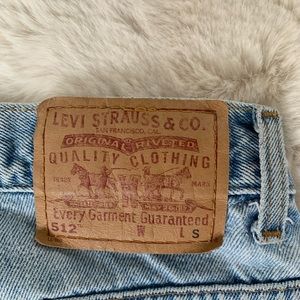 LEVI STRAUSS & CO.
SAN FRANCISCO, CAL.
ORIGINAL RIVETED
QUALITY CLOTHING
TRADE MARK
Every Garment Guaranteed
512 W L S